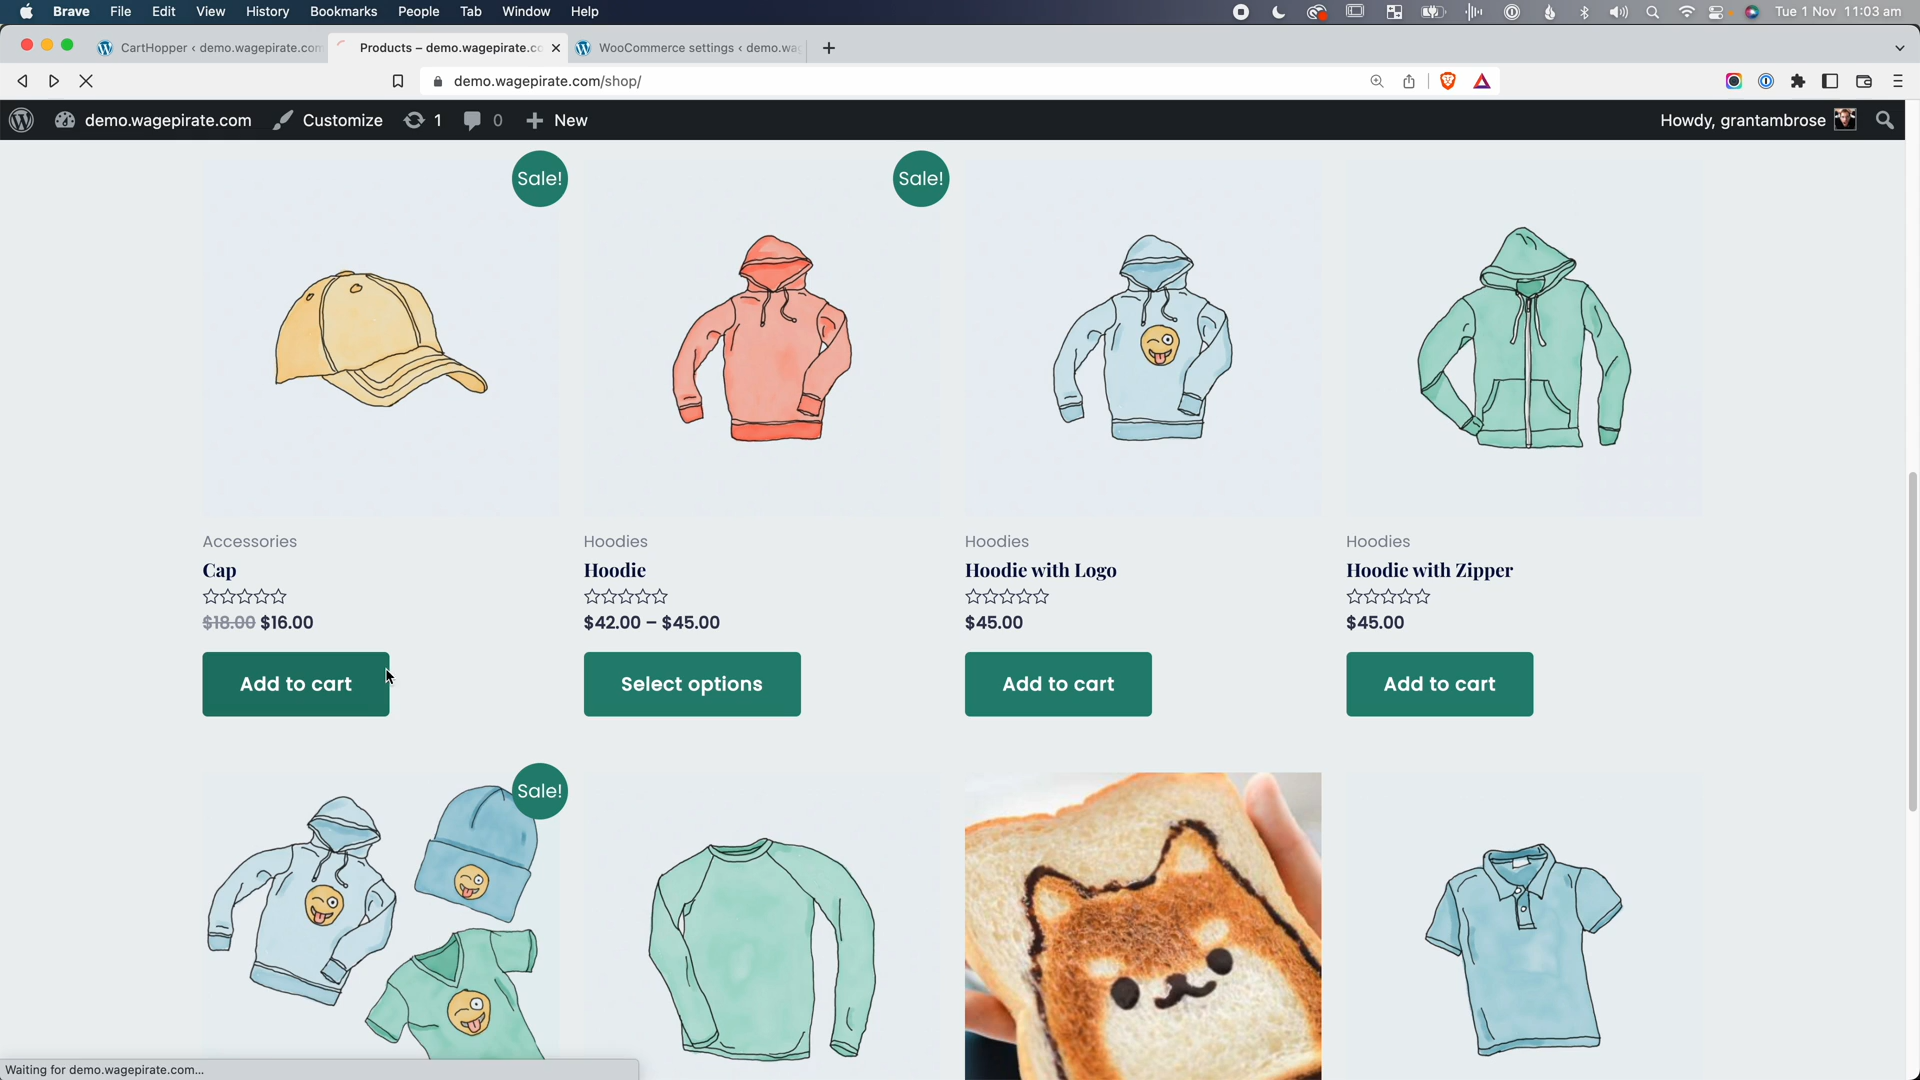 Brave File Edit View History Bookmarks People Tab Window Help Tue 1 Nov 11:03 am
CartHopper < demo.wagepirate.com Products – demo.wagepirate.co WooCommerce settings < demo.wag
demo.wagepirate.com/shop/
demo.wagepirate.com Customize 1 0 New Howdy, grantambrose
Sale! Sale!
Accessories Hoodies Hoodies Hoodies
Cap Hoodie Hoodie with Logo Hoodie with Zipper
$18.00 $16.00 $42.00 – $45.00 $45.00 $45.00
Add to cart Select options Add to cart Add to cart
Sale!
Waiting for demo.wagepirate.com...